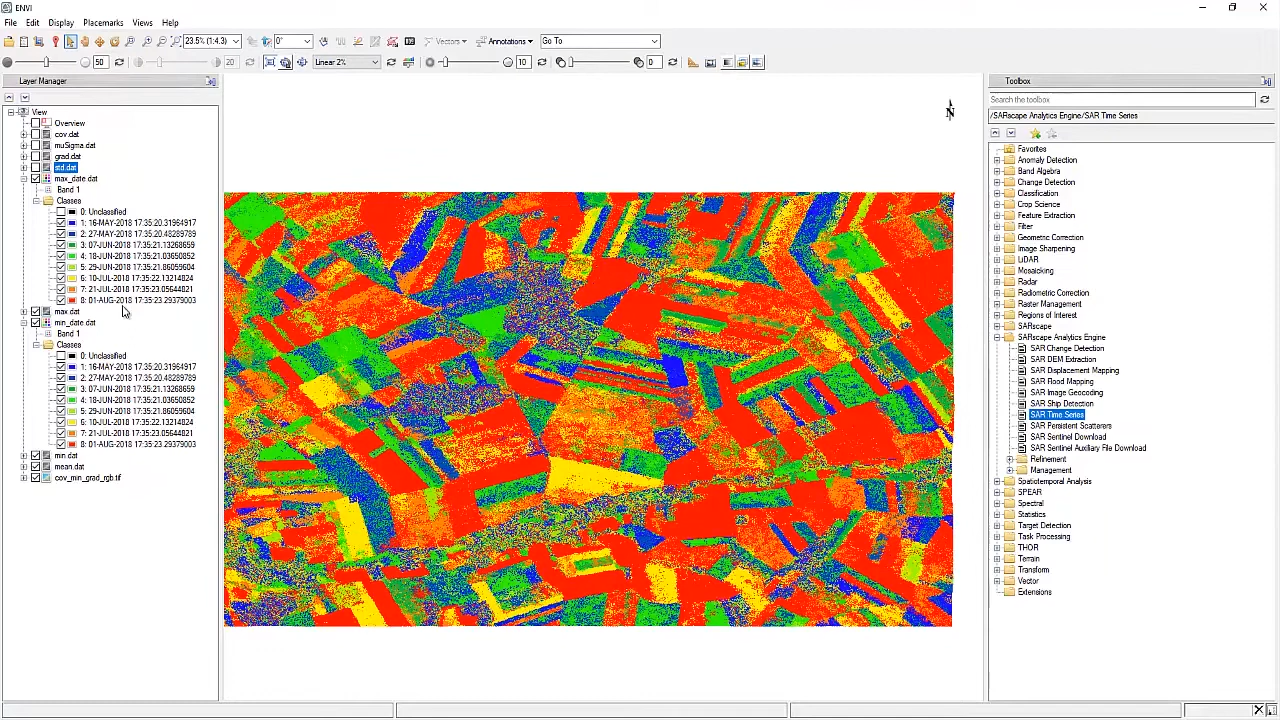 ENVI
File Edit Display Placemarks Views Help
23.5% (1:4.3) 0° Vectors Annotations Go To
50 20 Linear 2% 10 0
Layer Manager
View
Overview
cov.dat
muSigma.dat
grad.dat
std.dat
max_date.dat
Band 1
Classes
0: Unclassified
1: 16-MAY-2018 17:35:20.31964917
2: 27-MAY-2018 17:35:20.48289789
3: 07-JUN-2018 17:35:21.13268659
4: 18-JUN-2018 17:35:21.03650852
5: 29-JUN-2018 17:35:21.86059604
6: 10-JUL-2018 17:35:22.13214824
7: 21-JUL-2018 17:35:23.05644821
8: 01-AUG-2018 17:35:23.29379003
max.dat
min_date.dat
Band 1
Classes
0: Unclassified
1: 16-MAY-2018 17:35:20.31964917
2: 27-MAY-2018 17:35:20.48289789
3: 07-JUN-2018 17:35:21.13268659
4: 18-JUN-2018 17:35:21.03650852
5: 29-JUN-2018 17:35:21.86059604
6: 10-JUL-2018 17:35:22.13214824
7: 21-JUL-2018 17:35:23.05644821
8: 01-AUG-2018 17:35:23.29379003
min.dat
mean.dat
cov_min_grad_rgb.tif
N
Toolbox
Search the toolbox
/SARscape Analytics Engine/SAR Time Series
Favorites
Anomaly Detection
Band Algebra
Change Detection
Classification
Crop Science
Feature Extraction
Filter
Geometric Correction
Image Sharpening
LiDAR
Mosaicking
Radar
Radiometric Correction
Raster Management
Regions of Interest
SARscape
SARscape Analytics Engine
SAR Change Detection
SAR DEM Extraction
SAR Displacement Mapping
SAR Flood Mapping
SAR Image Geocoding
SAR Ship Detection
SAR Time Series
SAR Persistent Scatterers
SAR Sentinel Download
SAR Sentinel Auxiliary File Download
Refinement
Management
Spatiotemporal Analysis
SPEAR
Spectral
Statistics
Target Detection
Task Processing
THOR
Terrain
Transform
Vector
Extensions